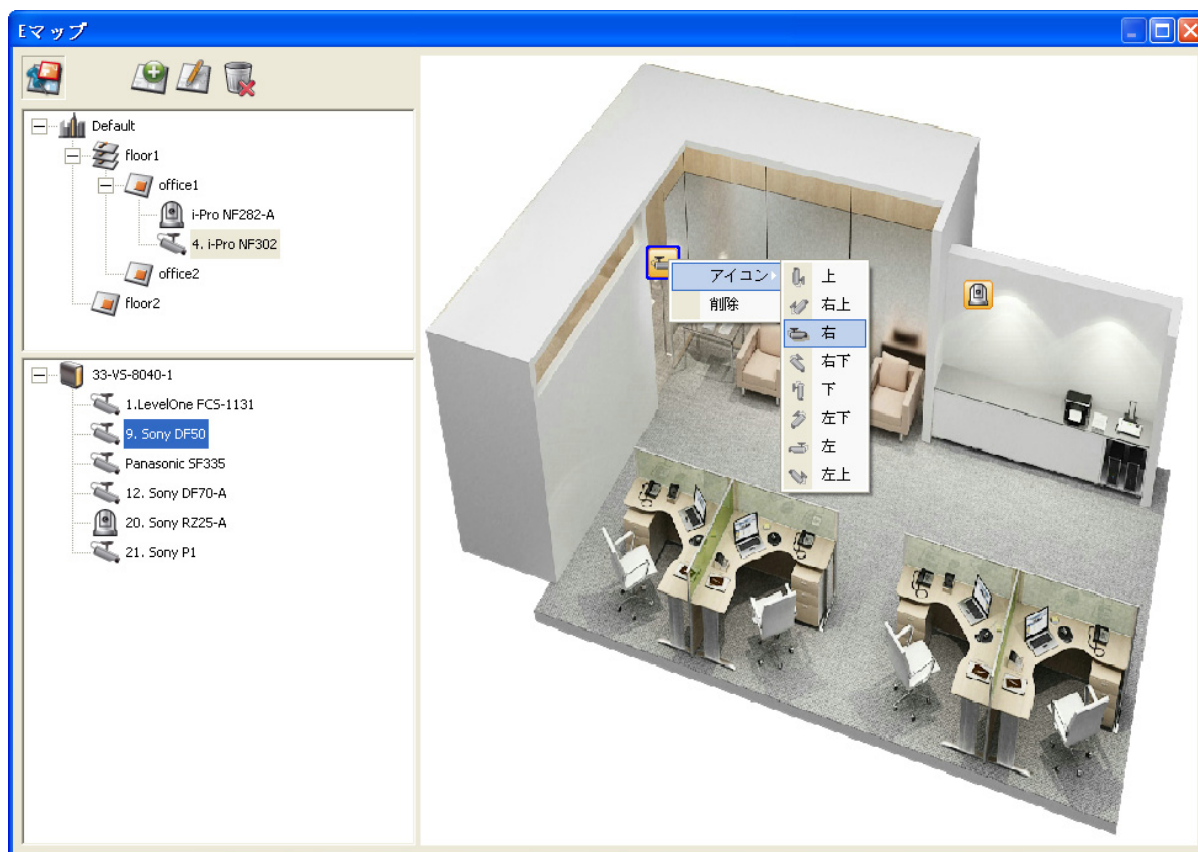 Eマップ
Default
floor1
office1
i-Pro NF282-A
4. i-Pro NF302
office2
floor2
33-VS-8040-1
1.LevelOne FCS-1131
9. Sony DF50
Panasonic SF335
12. Sony DF70-A
20. Sony RZ25-A
21. Sony P1
アイコン
削除
上
右上
右
右下
下
左下
左
左上